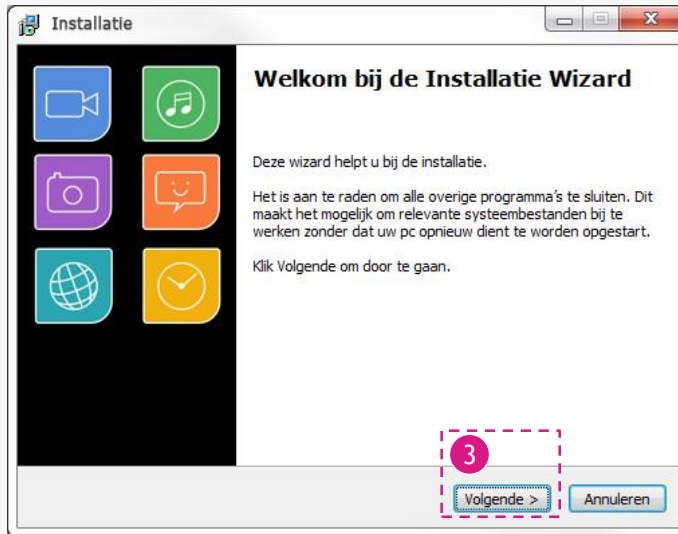 Installatie
Welkom bij de Installatie Wizard
Deze wizard helpt u bij de installatie.
Het is aan te raden om alle overige programma's te sluiten. Dit
maakt het mogelijk om relevante systeembestanden bij te
werken zonder dat uw pc opnieuw dient te worden opgestart.
Klik Volgende om door te gaan.
3
Volgende > Annuleren